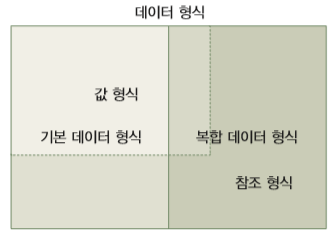 데이터 형식
값 형식
기본 데이터 형식
복합 데이터 형식
참조 형식